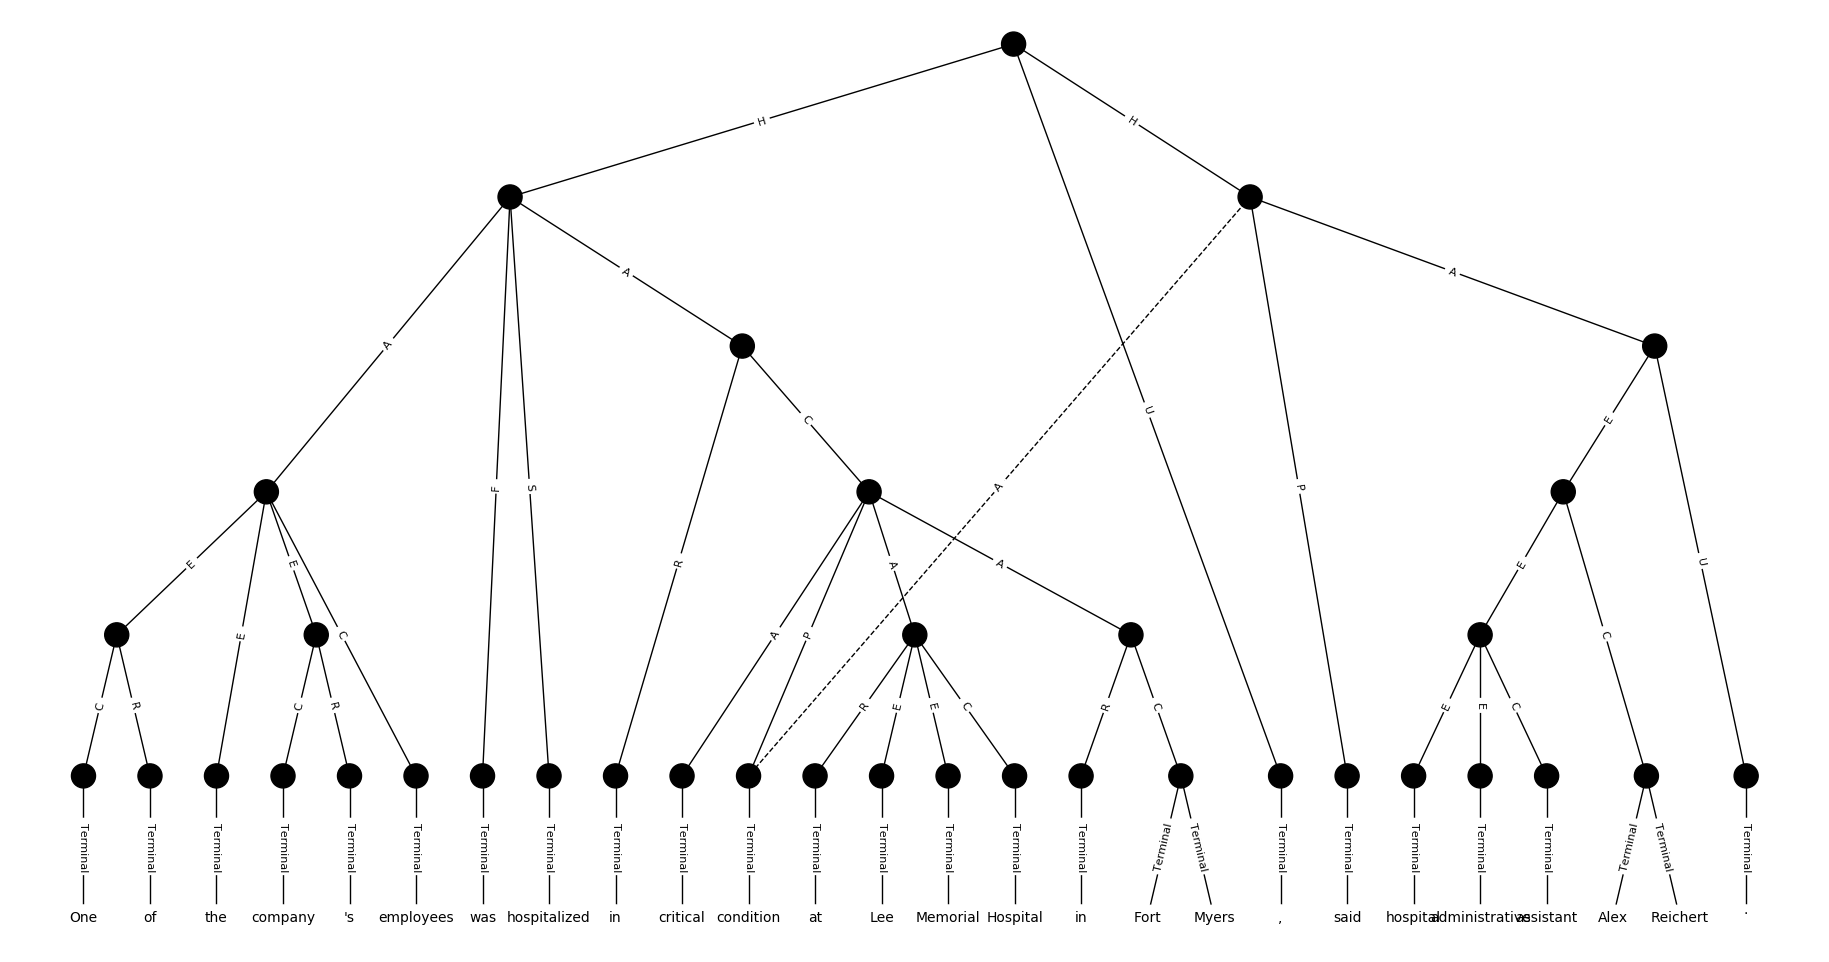 H H
A A U A
A F S C R A P E
E E E C A P A A E C U
C R C R R E E C R C E E C
Terminal Terminal Terminal Terminal Terminal Terminal Terminal Terminal Terminal Terminal Terminal Terminal Terminal Terminal Terminal Terminal Terminal Terminal Terminal Terminal Terminal Terminal Terminal Terminal Terminal Terminal
One of the company 's employees was hospitalized in critical condition at Lee Memorial Hospital in Fort Myers , said hospital administrative assistant Alex Reichert .